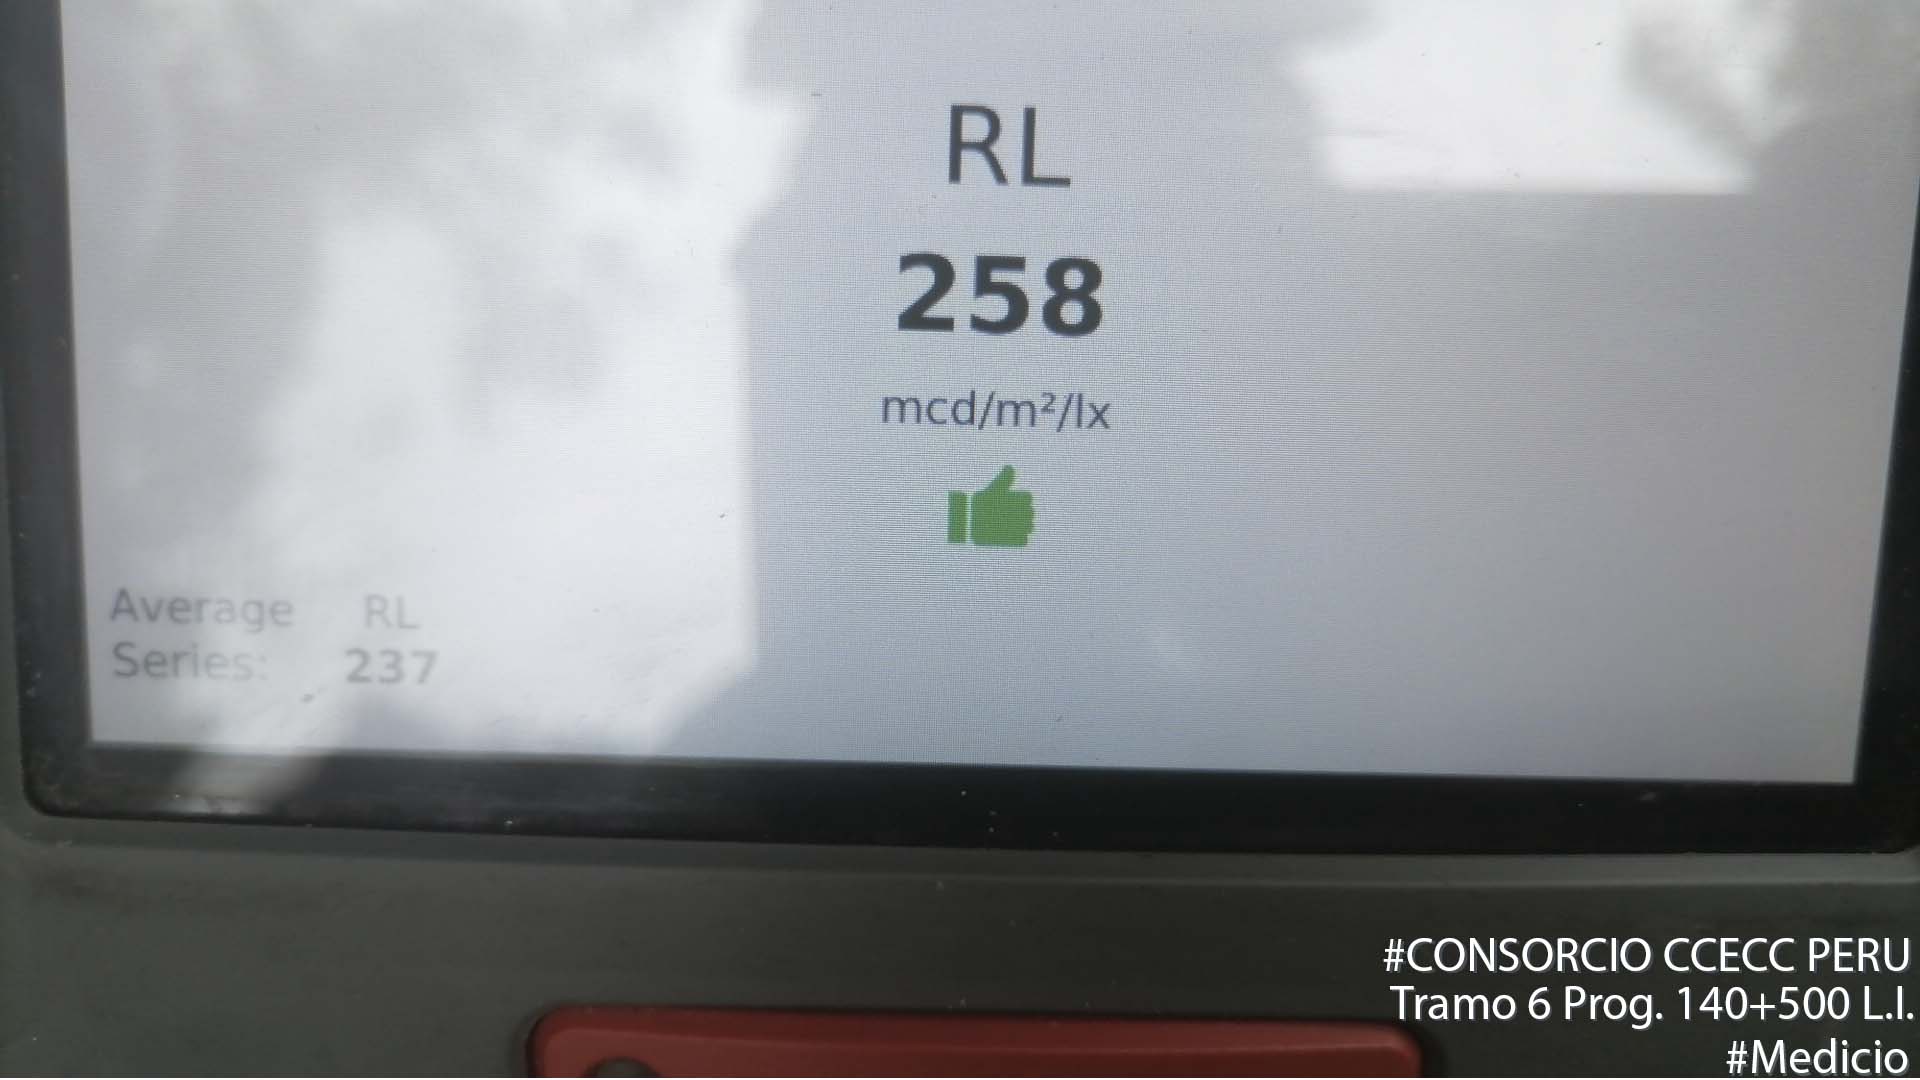 RL
258
mcd/m²/lx
Average RL
Series: 237
#CONSORCIO CCECC PERU
Tramo 6 Prog. 140+500 L.I.
#Medicio